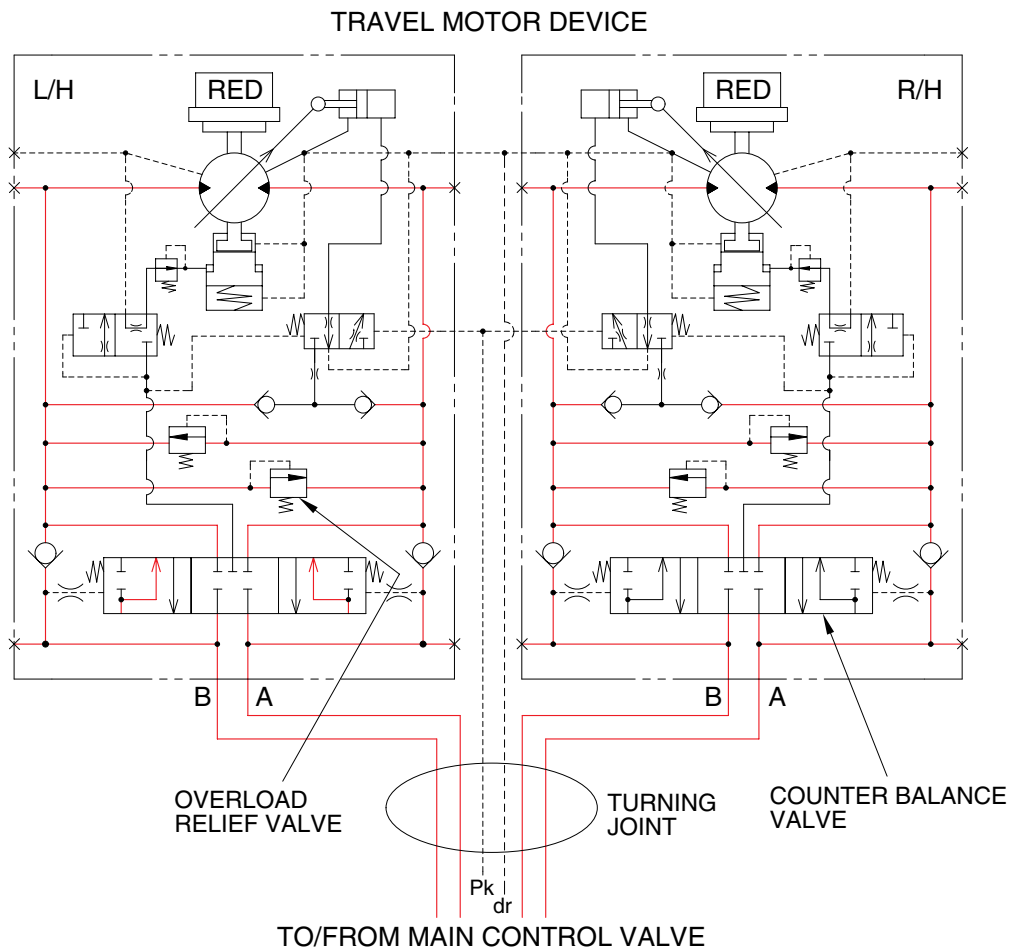 TRAVEL MOTOR DEVICE
L/H
RED
RED
R/H
B
A
B
A
OVERLOAD
RELIEF VALVE
TURNING
JOINT
COUNTER BALANCE
VALVE
Pk
dr
TO/FROM MAIN CONTROL VALVE